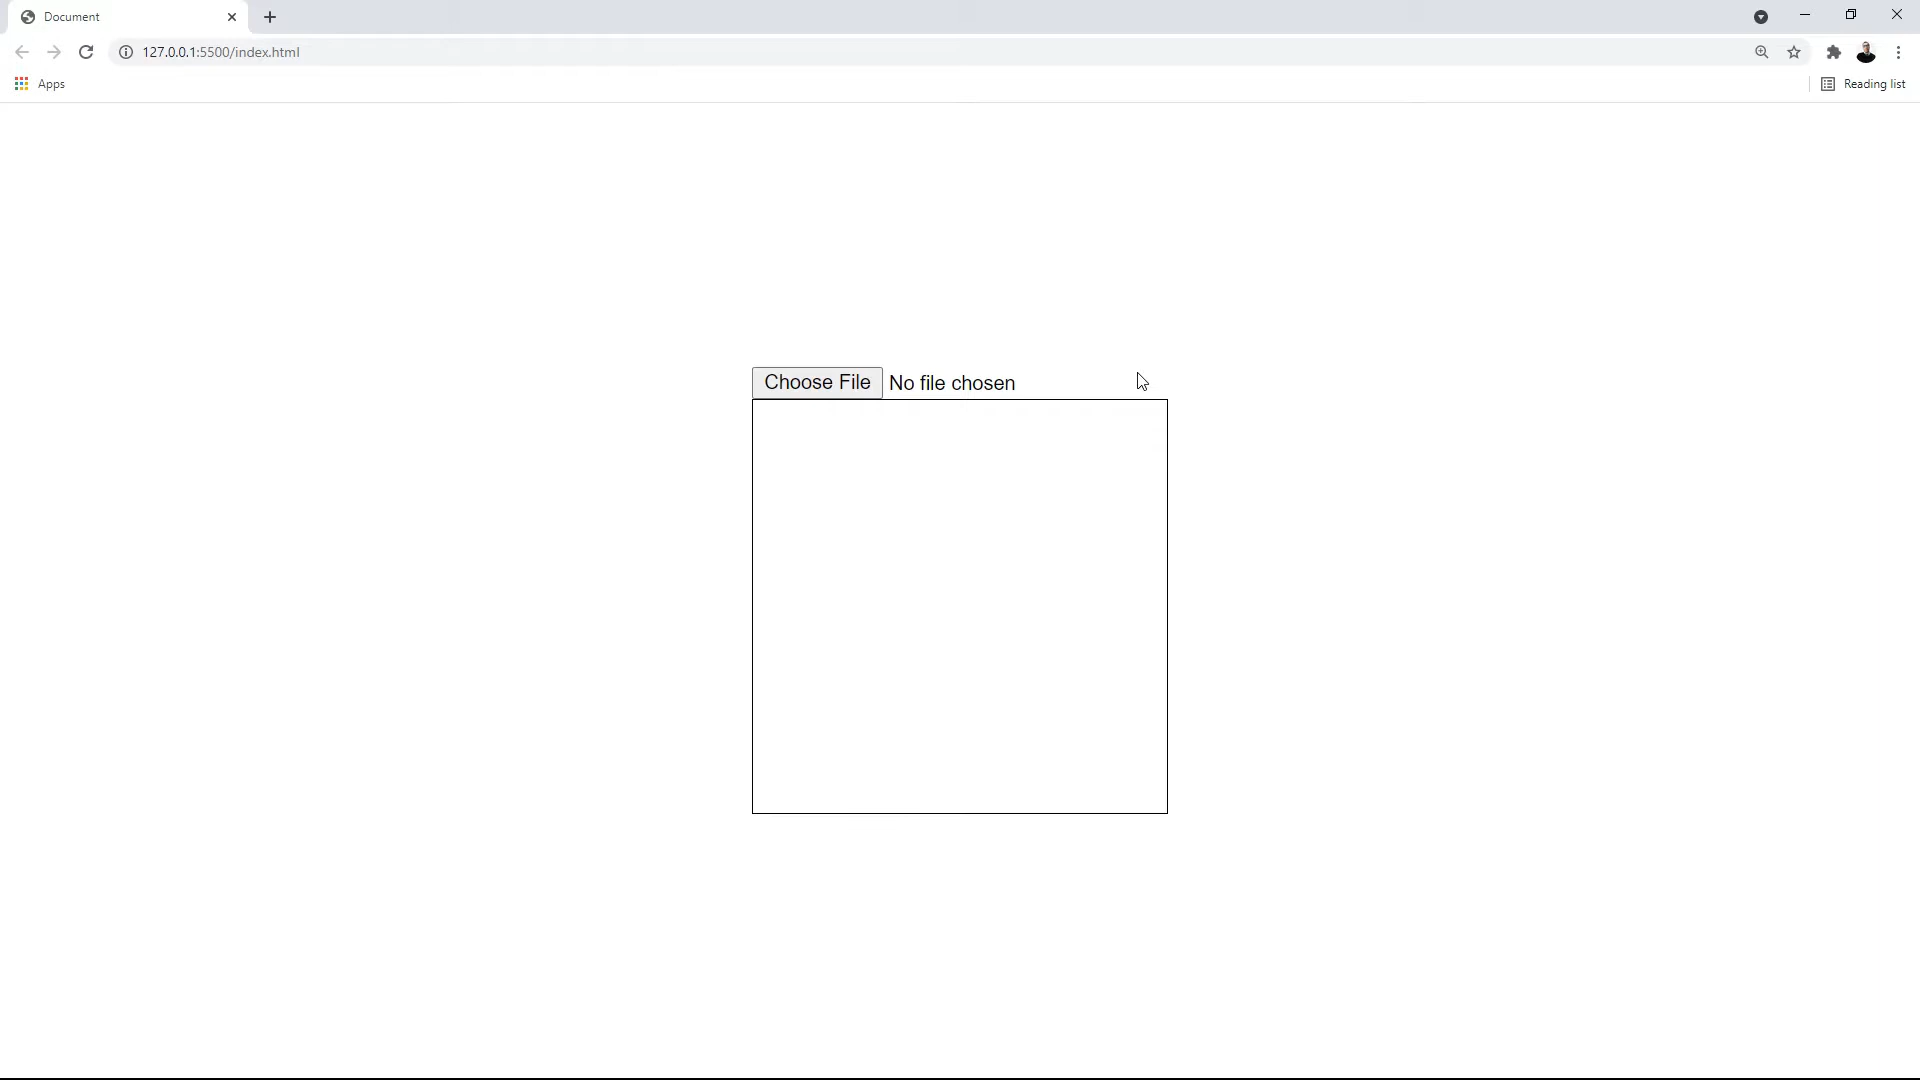 Document
127.0.0.1:5500/index.html
Apps
Reading list
Choose File No file chosen